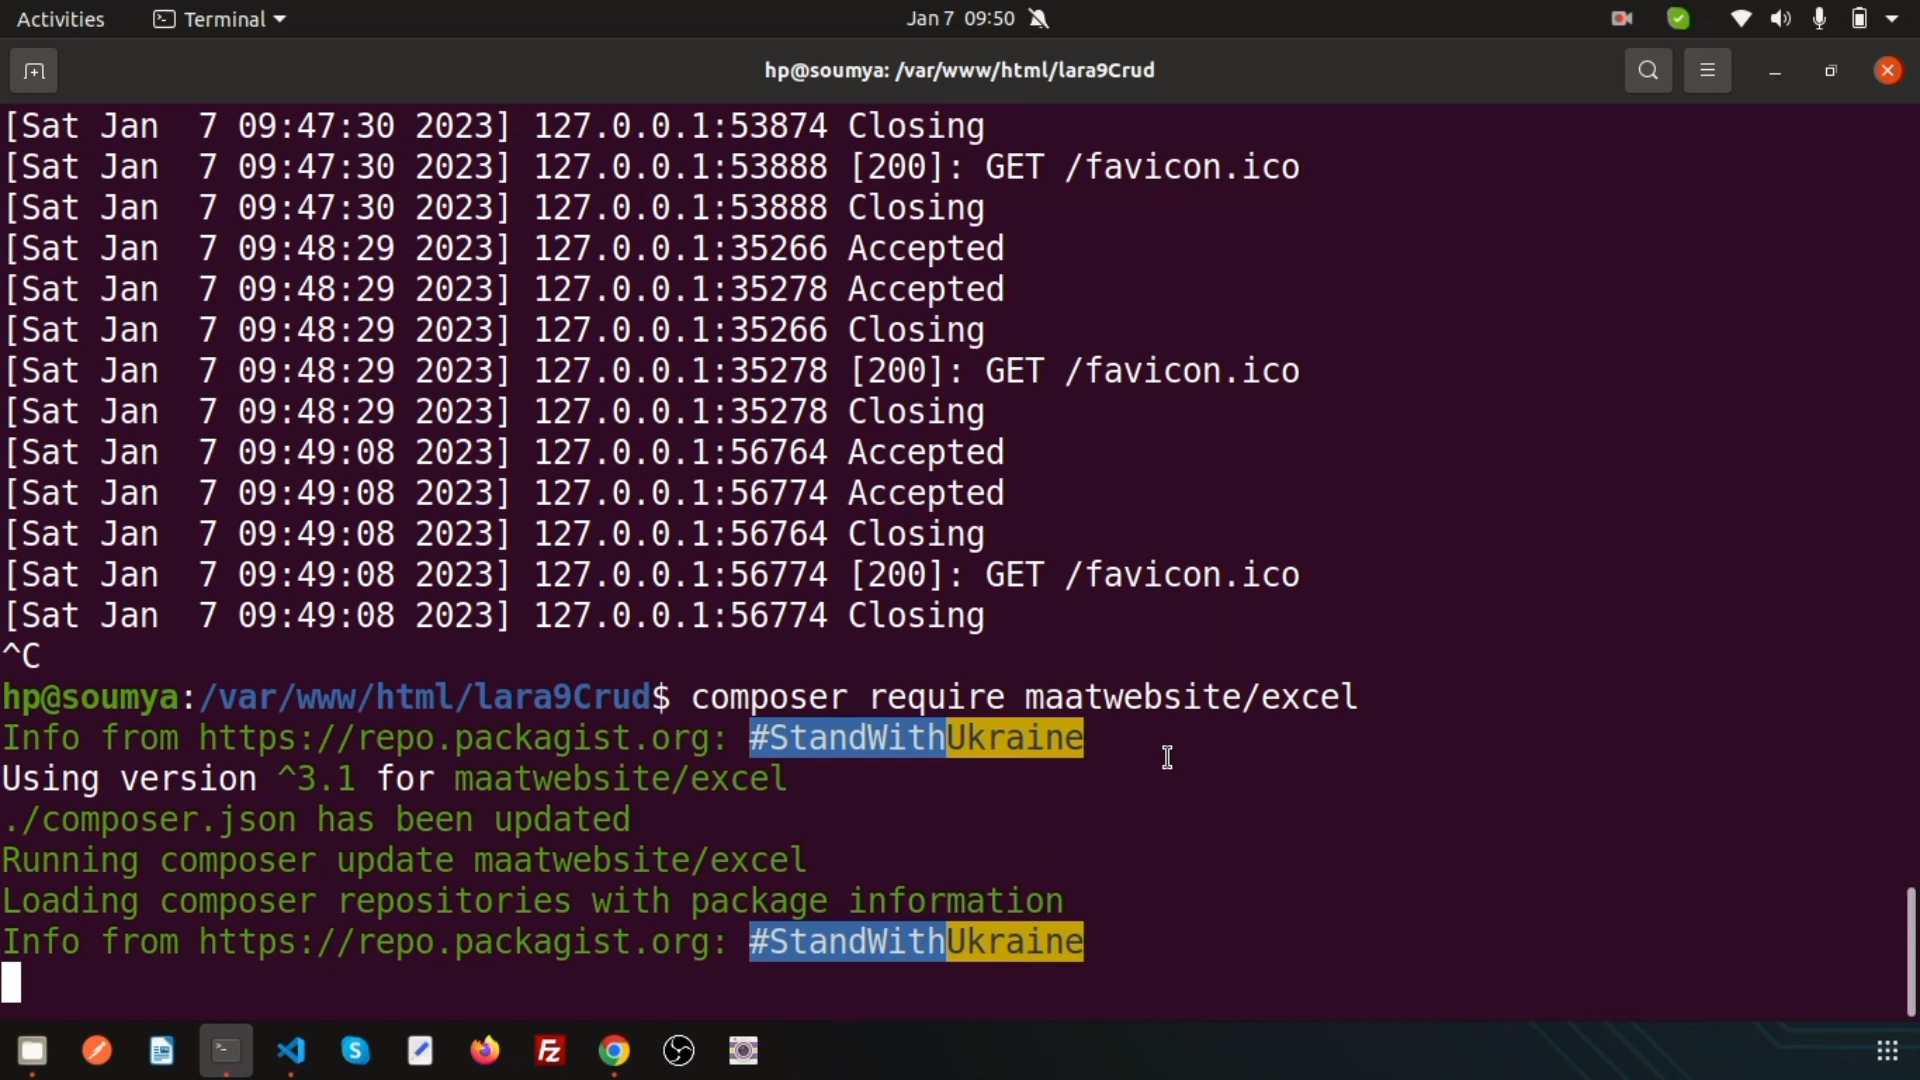 Activities Terminal Jan 7 09:50
hp@soumya: /var/www/html/lara9Crud
[Sat Jan  7 09:47:30 2023] 127.0.0.1:53874 Closing
[Sat Jan  7 09:47:30 2023] 127.0.0.1:53888 [200]: GET /favicon.ico
[Sat Jan  7 09:47:30 2023] 127.0.0.1:53888 Closing
[Sat Jan  7 09:48:29 2023] 127.0.0.1:35266 Accepted
[Sat Jan  7 09:48:29 2023] 127.0.0.1:35278 Accepted
[Sat Jan  7 09:48:29 2023] 127.0.0.1:35266 Closing
[Sat Jan  7 09:48:29 2023] 127.0.0.1:35278 [200]: GET /favicon.ico
[Sat Jan  7 09:48:29 2023] 127.0.0.1:35278 Closing
[Sat Jan  7 09:49:08 2023] 127.0.0.1:56764 Accepted
[Sat Jan  7 09:49:08 2023] 127.0.0.1:56774 Accepted
[Sat Jan  7 09:49:08 2023] 127.0.0.1:56764 Closing
[Sat Jan  7 09:49:08 2023] 127.0.0.1:56774 [200]: GET /favicon.ico
[Sat Jan  7 09:49:08 2023] 127.0.0.1:56774 Closing
^C
hp@soumya:/var/www/html/lara9Crud$ composer require maatwebsite/excel
Info from https://repo.packagist.org: #StandWithUkraine
Using version ^3.1 for maatwebsite/excel
./composer.json has been updated
Running composer update maatwebsite/excel
Loading composer repositories with package information
Info from https://repo.packagist.org: #StandWithUkraine